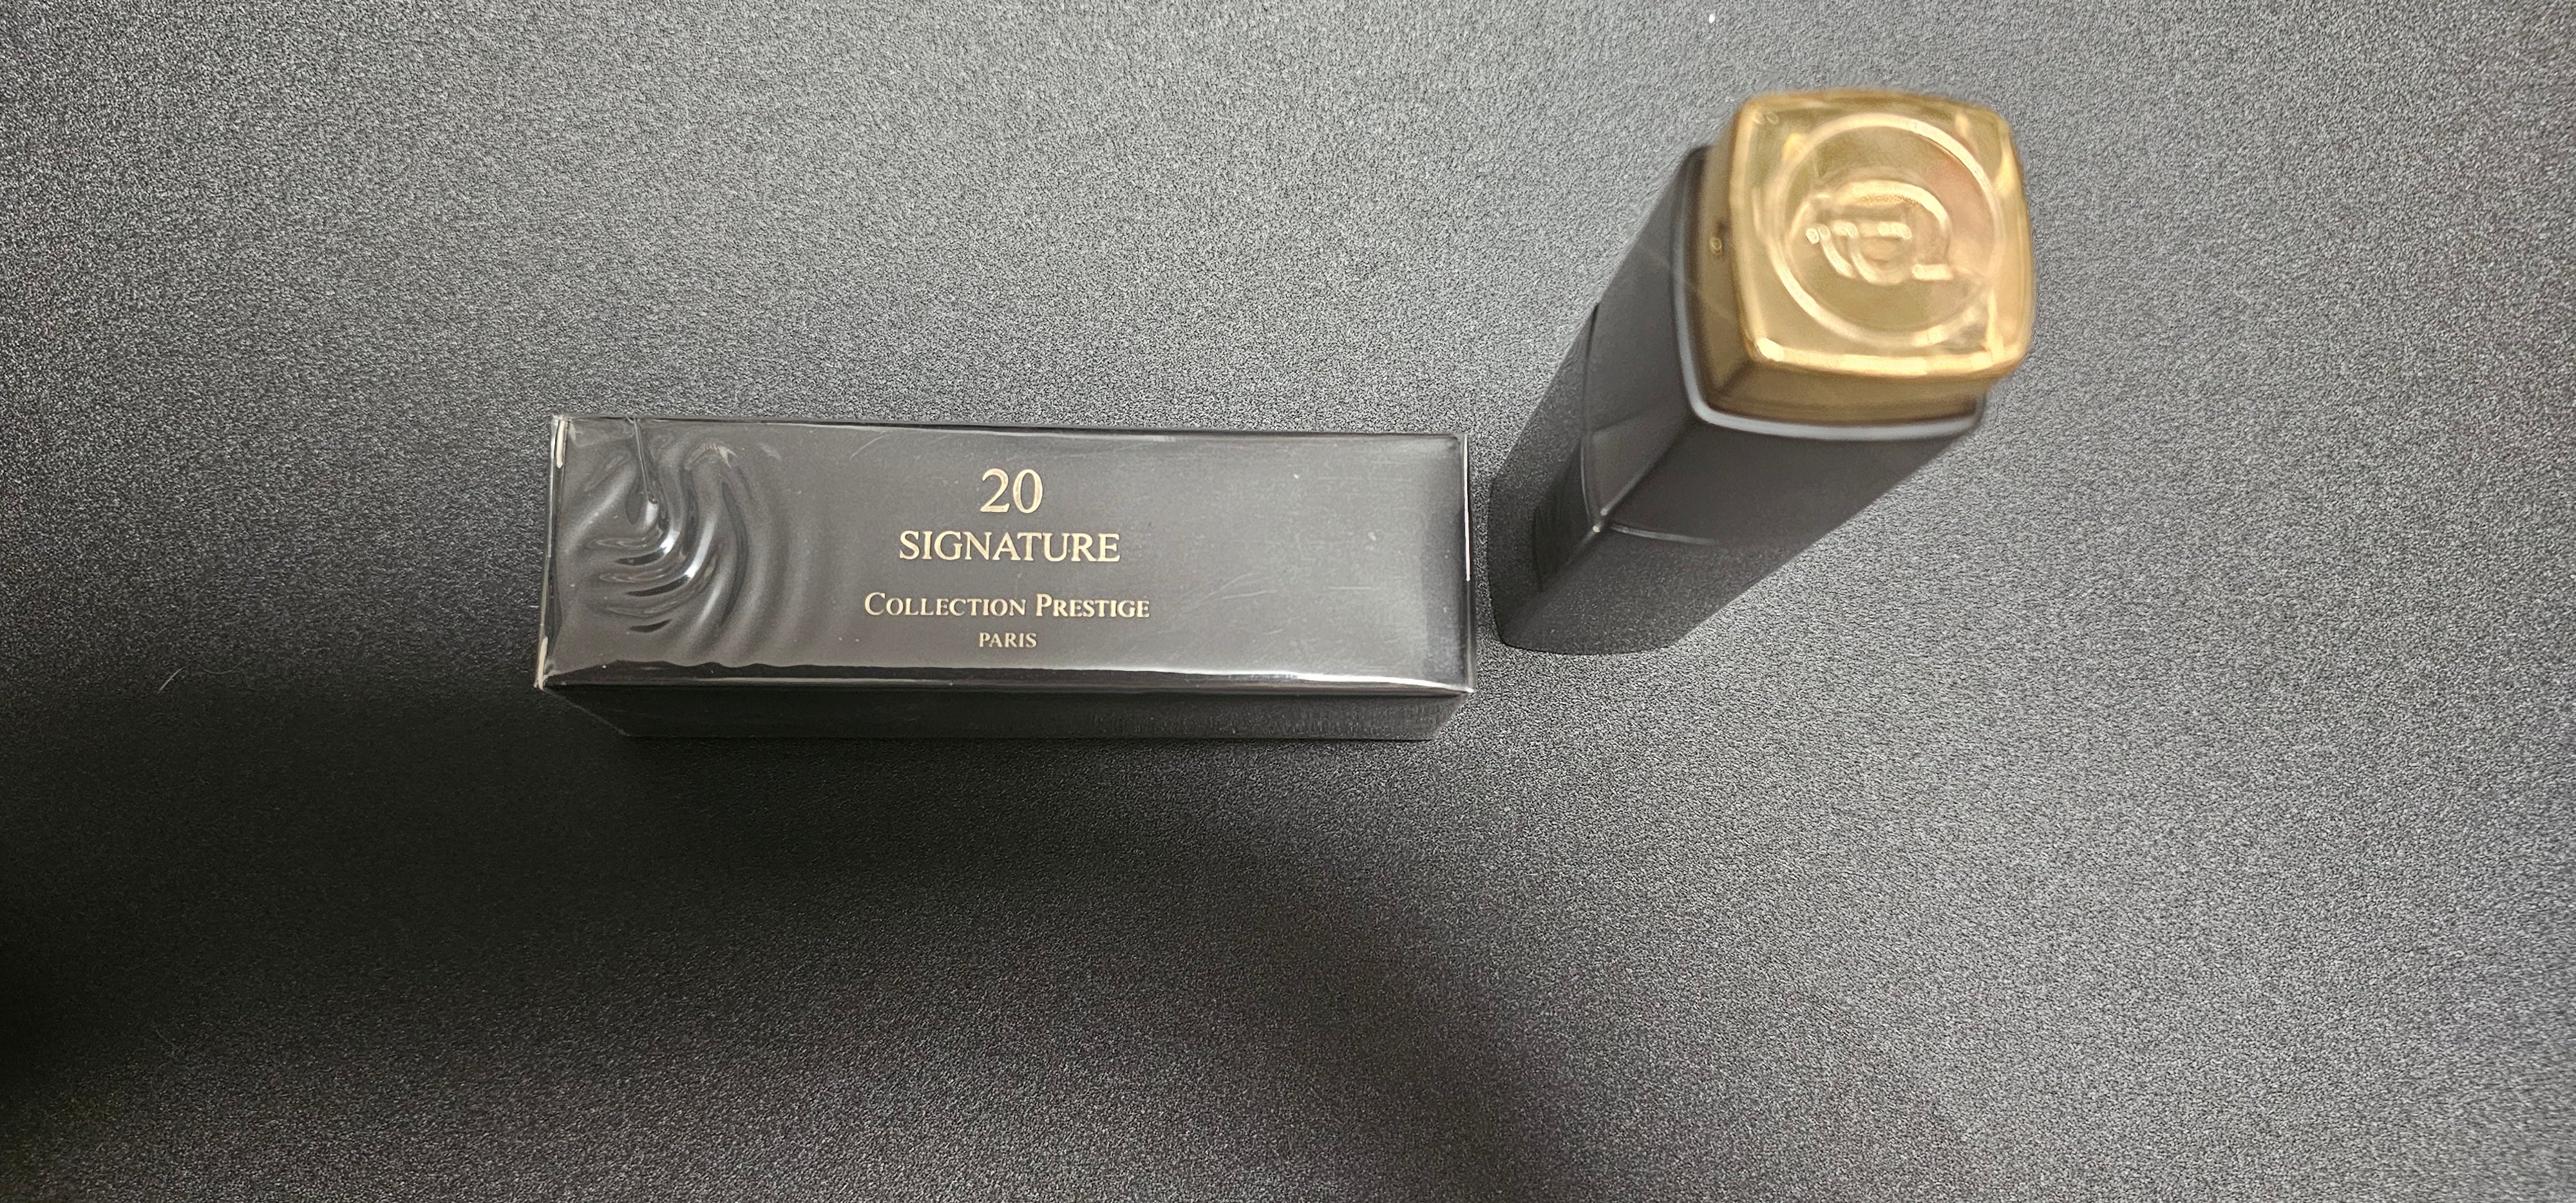 20
SIGNATURE
COLLECTION PRESTIGE
PARIS